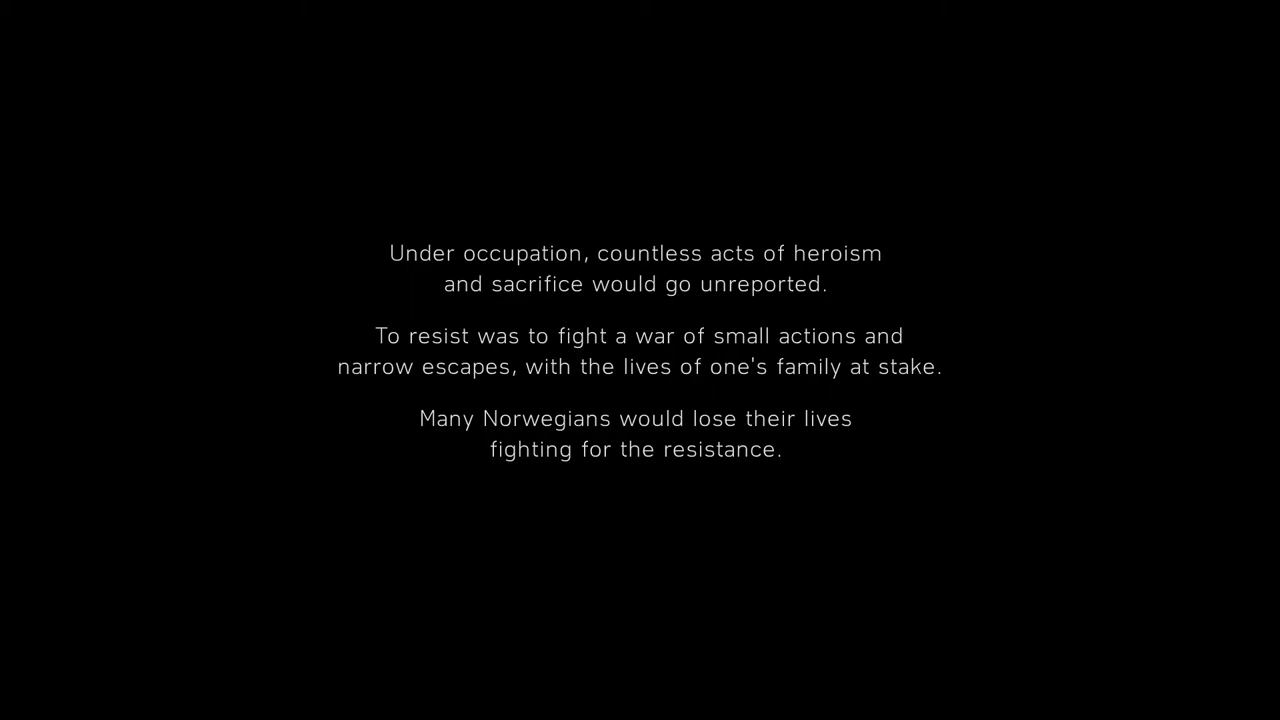 Under occupation, countless acts of heroism
and sacrifice would go unreported.
To resist was to fight a war of small actions and
narrow escapes, with the lives of one's family at stake.
Many Norwegians would lose their lives
fighting for the resistance.